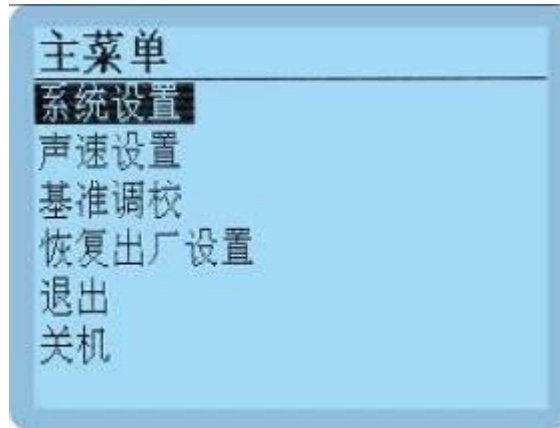 主菜单
系统设置
声速设置
基准调校
恢复出厂设置
退出
关机